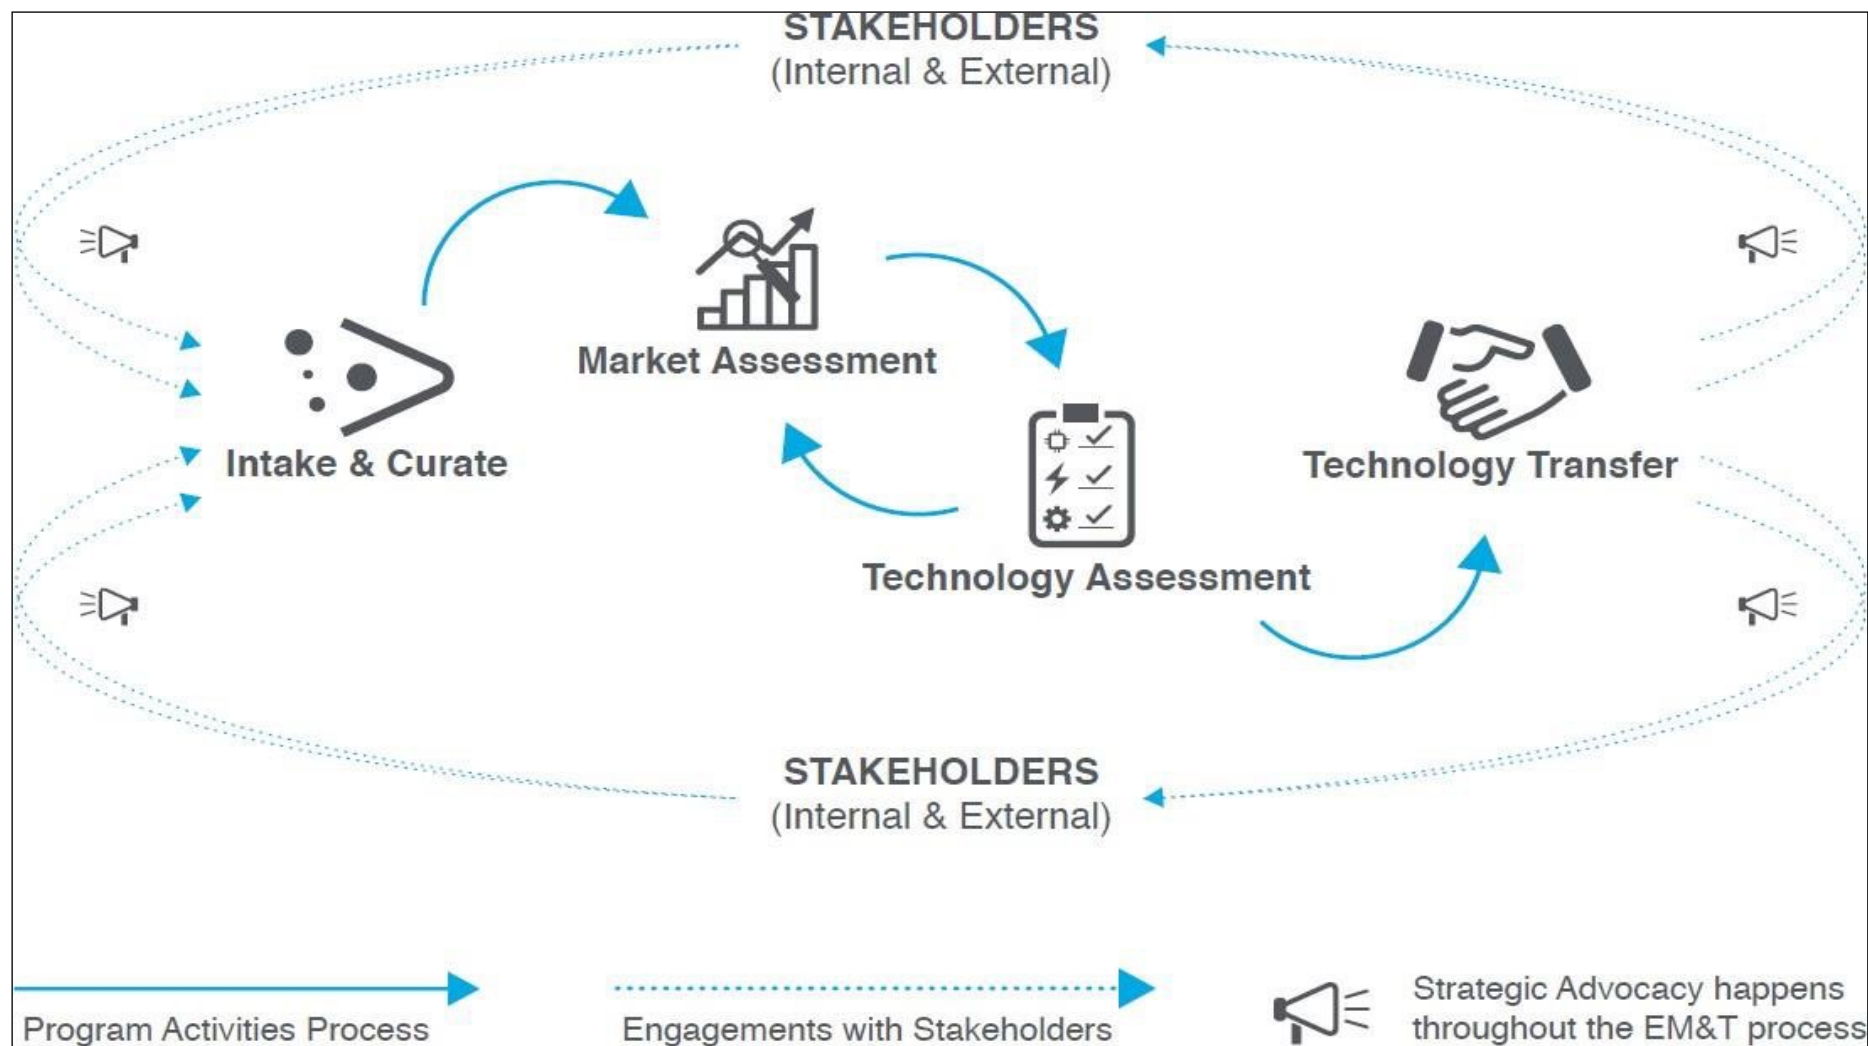 STAKEHOLDERS
(Internal & External)
Market Assessment
Intake & Curate
Technology Transfer
Technology Assessment
STAKEHOLDERS
(Internal & External)
Program Activities Process
Engagements with Stakeholders
Strategic Advocacy happens
throughout the EM&T process